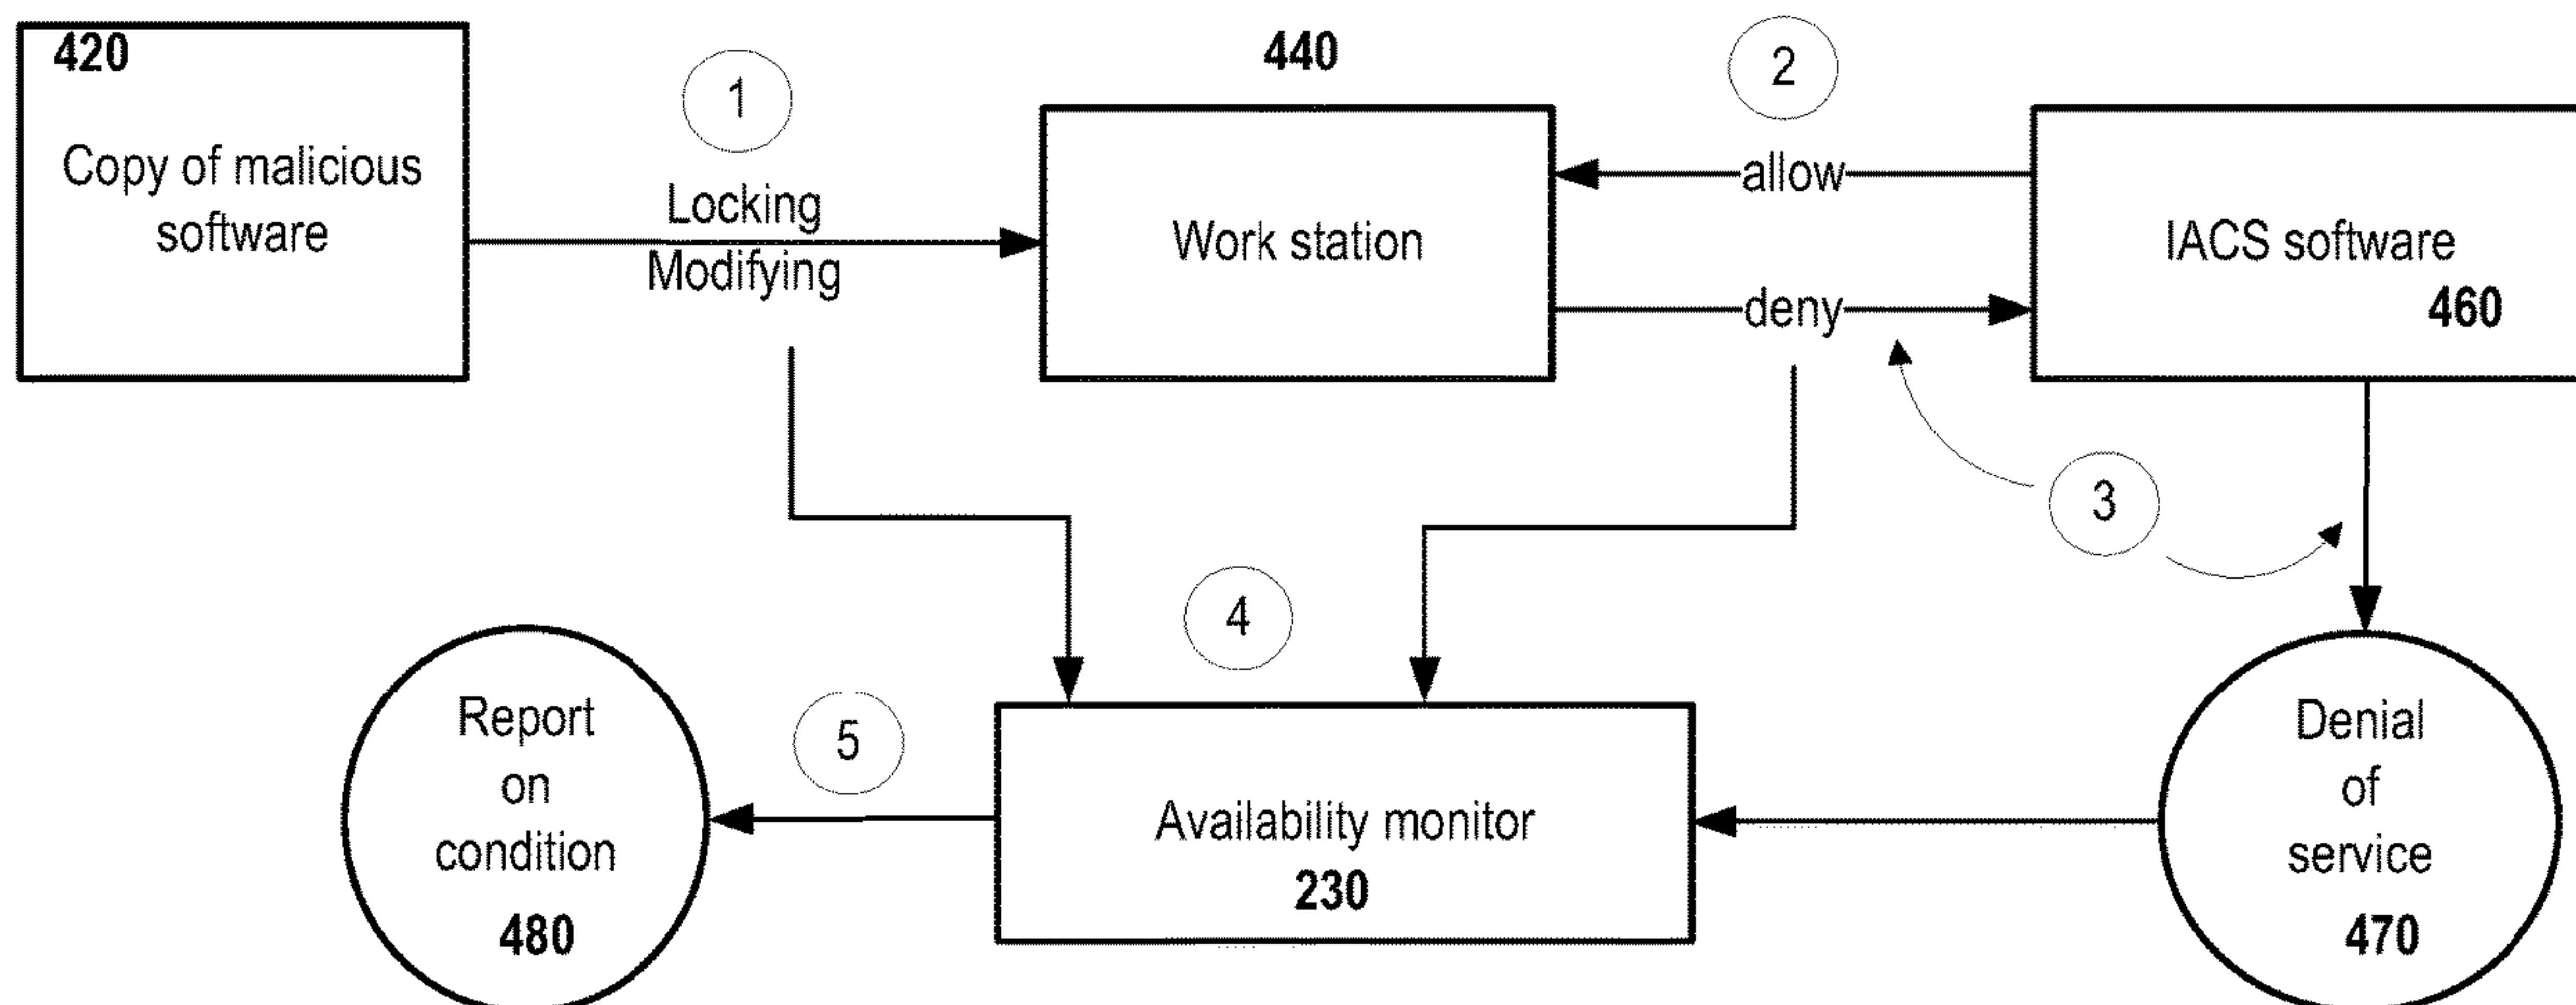 420
Copy of malicious
software
1
Locking
Modifying
440
Work station
2
allow
deny
IACS software
460
3
4
5
Report
on
condition
480
Availability monitor
230
Denial
of
service
470